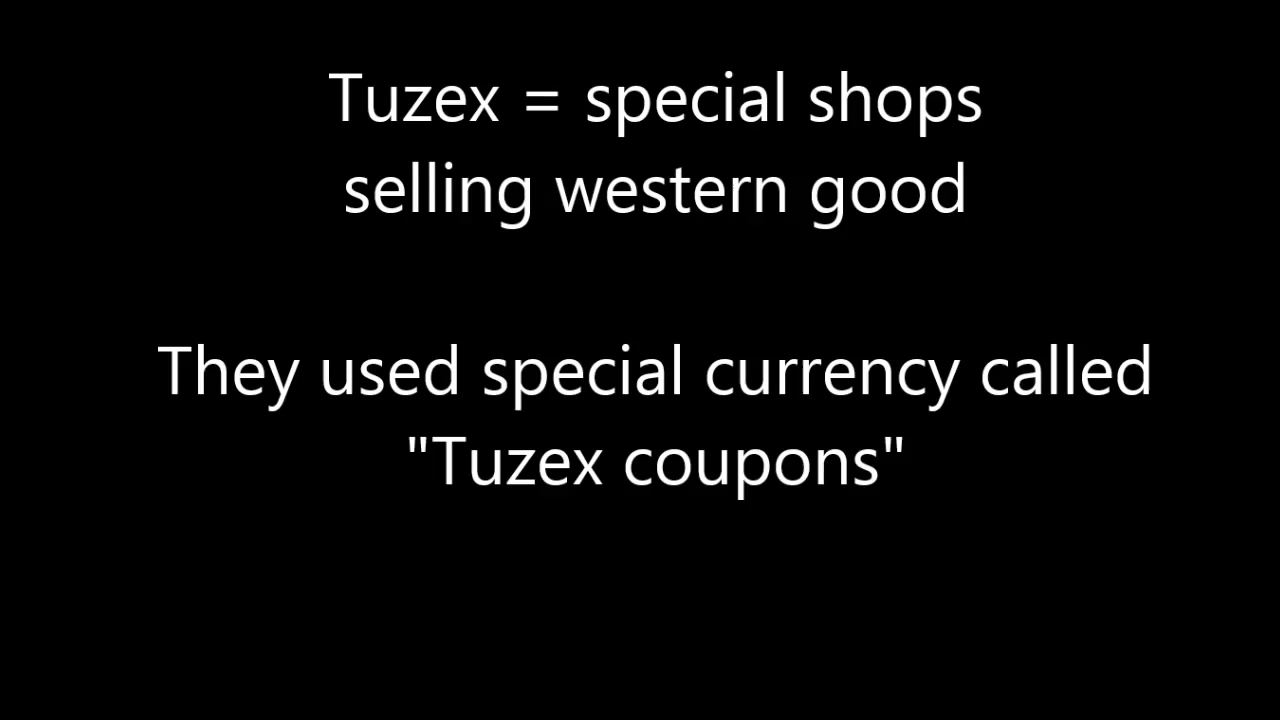 Tuzex = special shops
selling western good
They used special currency called
"Tuzex coupons"